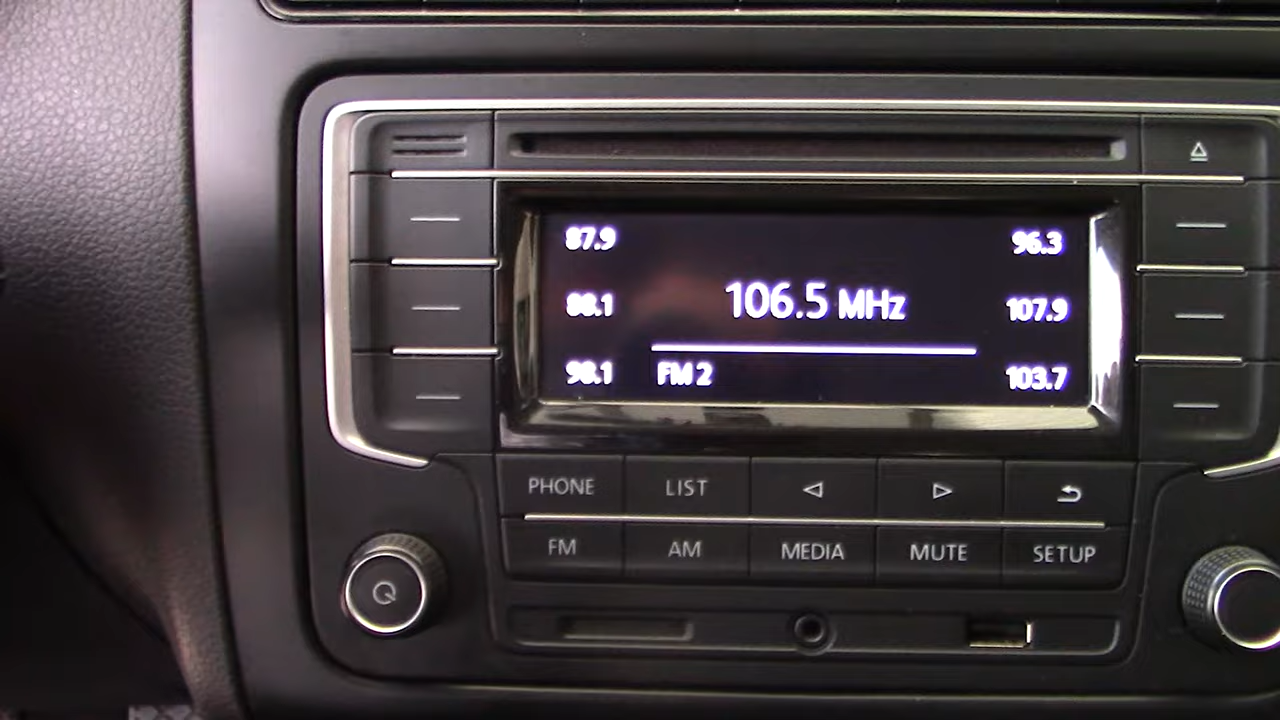 87.9
96.3
106.5 MHz
88.1
107.9
98.1
FM 2
103.7
PHONE
LIST
FM
AM
MEDIA
MUTE
SETUP